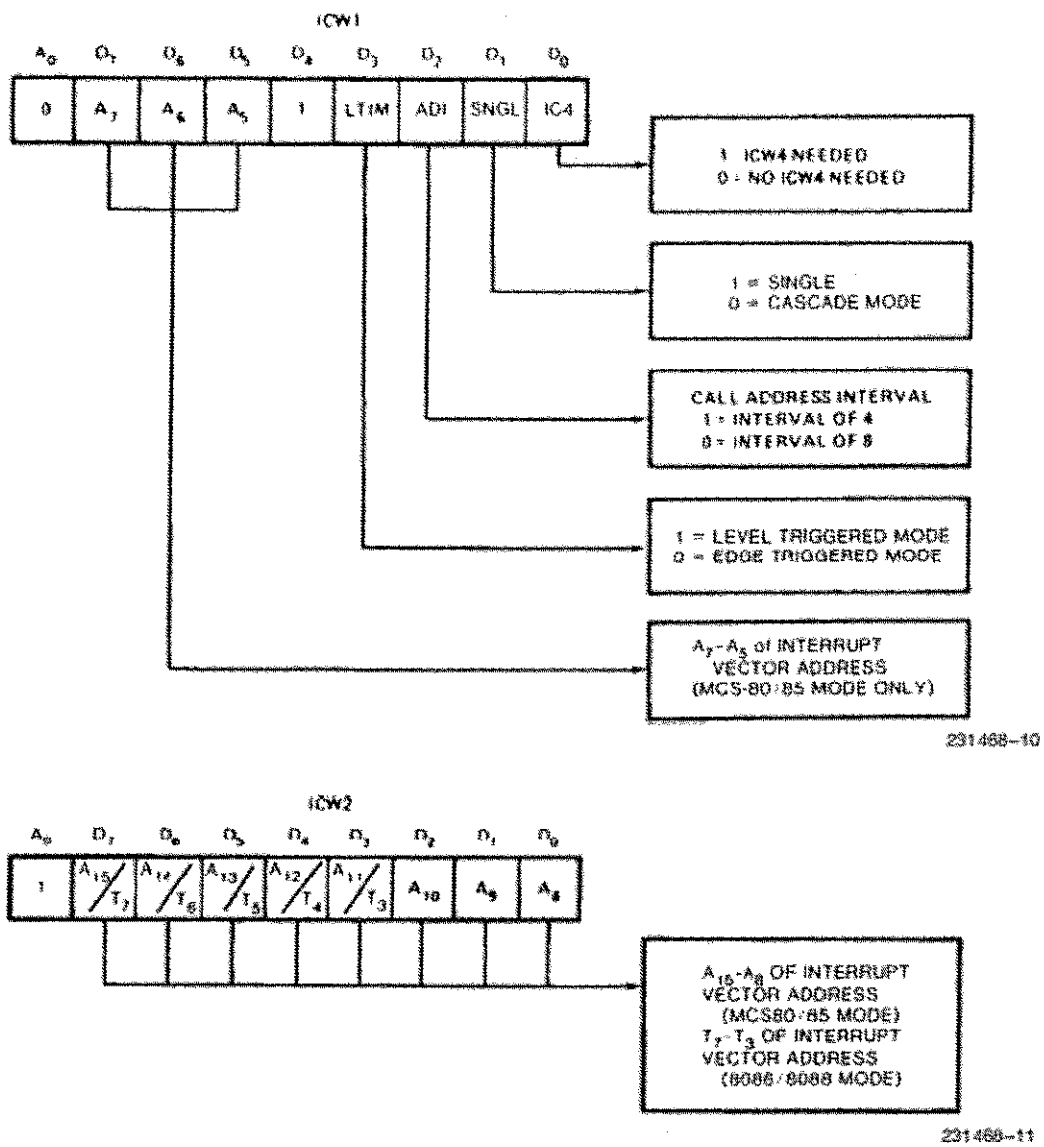 ICW1
A0 D7 D6 D5 D4 D3 D2 D1 D0
0 A7 A6 A5 1 LTIM ADI SNGL IC4
1 ICW4 NEEDED
0 = NO ICW4 NEEDED
1 = SINGLE
0 = CASCADE MODE
CALL ADDRESS INTERVAL
1 = INTERVAL OF 4
0 = INTERVAL OF 8
1 = LEVEL TRIGGERED MODE
0 = EDGE TRIGGERED MODE
A7-A5 of INTERRUPT
VECTOR ADDRESS
(MCS-80/85 MODE ONLY)
231468-10
ICW2
A0 D7 D6 D5 D4 D3 D2 D1 D0
1 A15/T7 A14/T6 A13/T5 A12/T4 A11/T3 A10 A9 A8
A15-A8 OF INTERRUPT
VECTOR ADDRESS
(MCS80/85 MODE)
T7-T3 OF INTERRUPT
VECTOR ADDRESS
(8086/8088 MODE)
231468-11